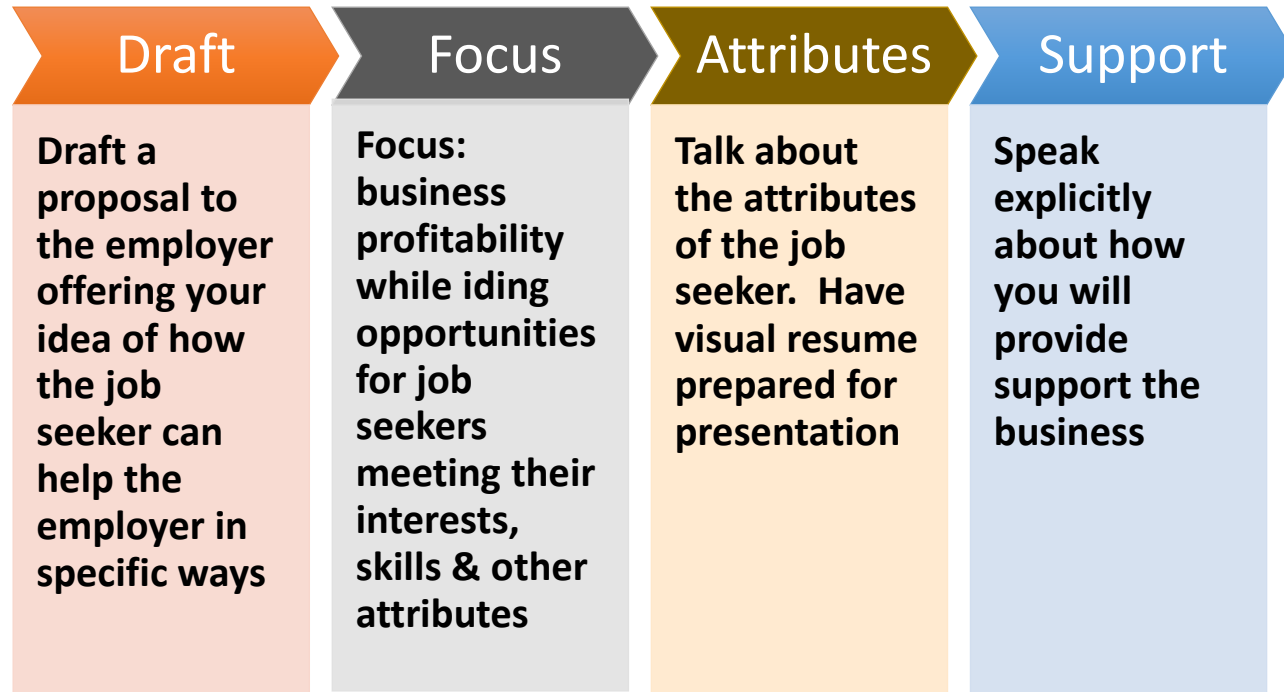 Draft
Draft a
proposal to
the employer
offering your
idea of how
the job
seeker can
help the
employer in
specific ways
Focus
Focus:
business
profitability
while iding
opportunities
for job
seekers
meeting their
interests,
skills & other
attributes
Attributes
Talk about
the attributes
of the job
seeker.  Have
visual resume
prepared for
presentation
Support
Speak
explicitly
about how
you will
provide
support the
business